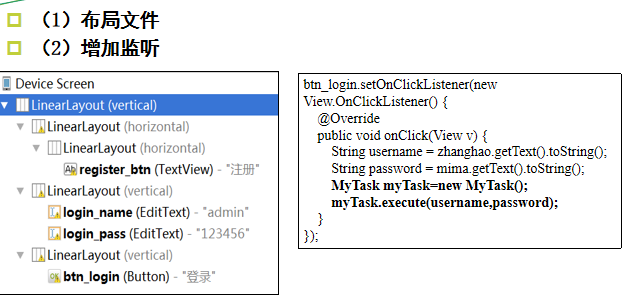 (1)布局文件
(2)增加监听
Device Screen
LinearLayout (vertical)
LinearLayout (horizontal)
LinearLayout (horizontal)
register_btn (TextView) - "注册"
LinearLayout (vertical)
login_name (EditText) - "admin"
login_pass (EditText) - "123456"
LinearLayout (vertical)
btn_login (Button) - "登录"
btn_login.setOnClickListener(new
View.OnClickListener() {
@Override
public void onClick(View v) {
String username = zhanghao.getText().toString();
String password = mima.getText().toString();
MyTask myTask=new MyTask();
myTask.execute(username,password);
}
});